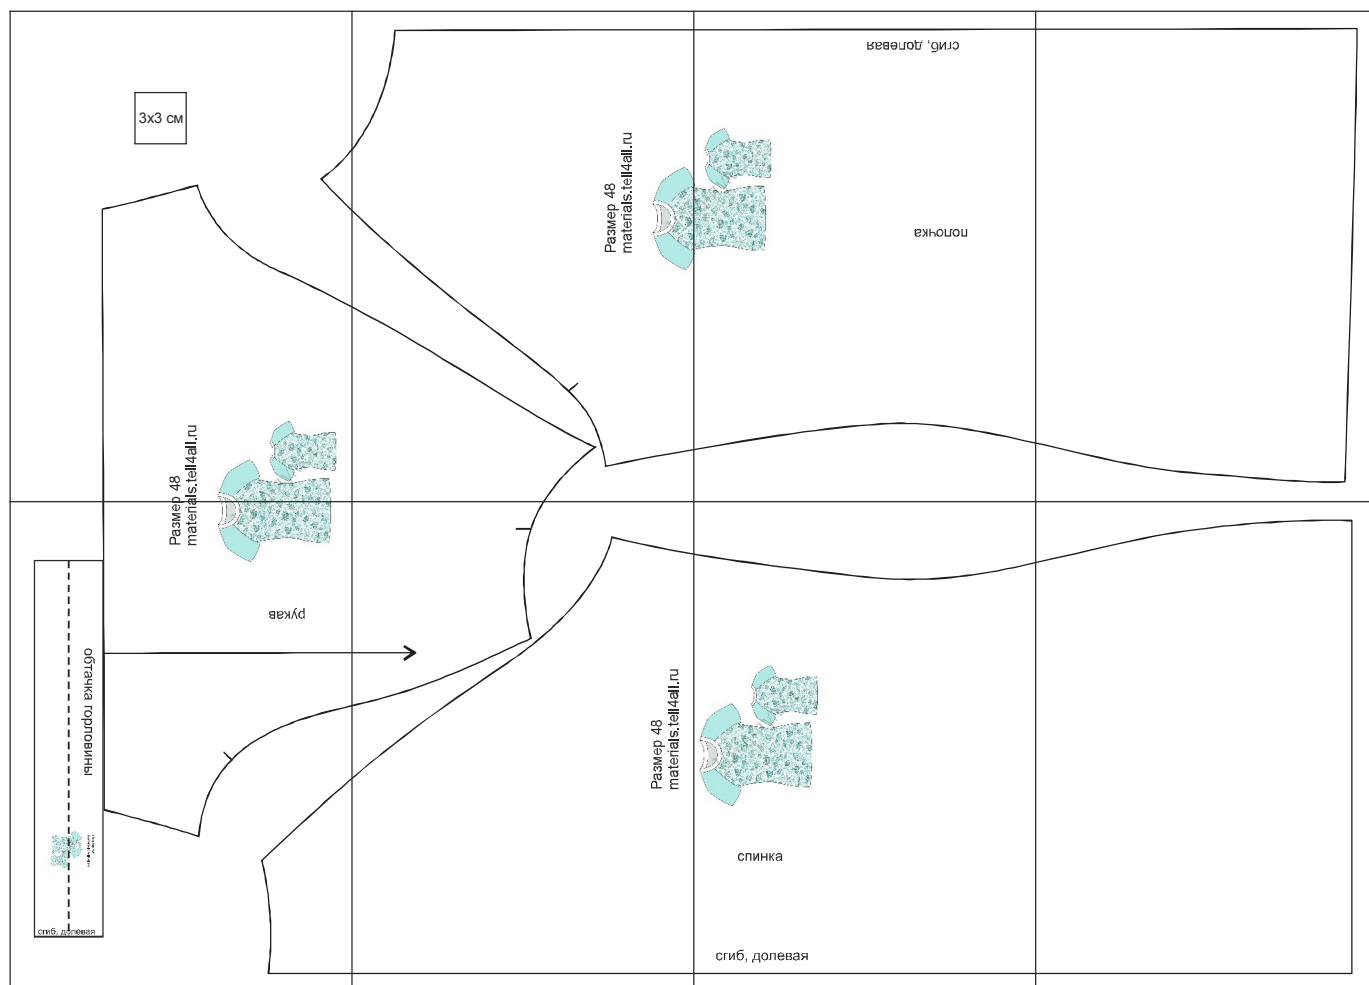 сгиб, долевая
3х3 см
Размер 48
materials.tell4all.ru
полочка
Размер 48
materials.tell4all.ru
рукав
обтачка горловины
сгиб, долевая
Размер 48
materials.tell4all.ru
спинка
сгиб, долевая